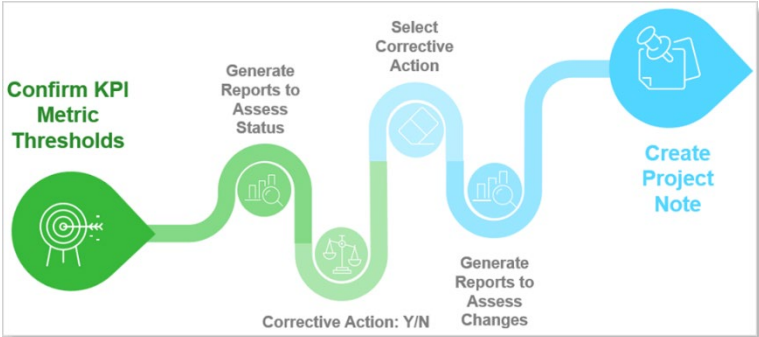 Confirm KPI
Metric
Thresholds
Generate
Reports to
Assess
Status
Corrective Action: Y/N
Select
Corrective
Action
Generate
Reports to
Assess
Changes
Create
Project
Note